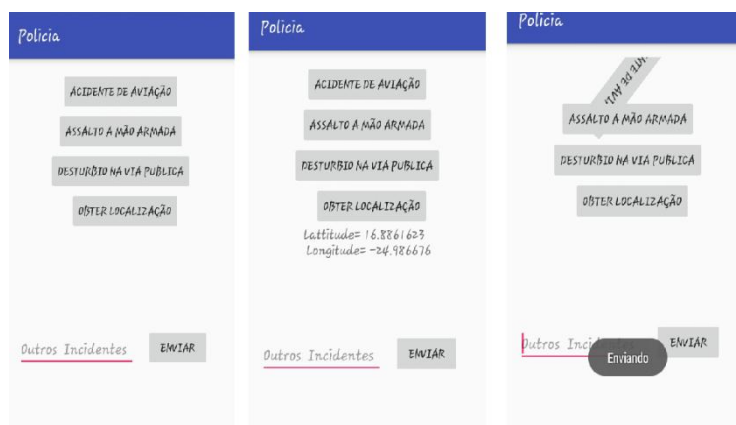 Policia
ACIDENTE DE AVIAÇÃO
ASSALTO A MÃO ARMADA
DESTURBIO NA VIA PUBLICA
OBTER LOCALIZAÇÃO
Outros Incidentes
ENVIAR
Policia
ACIDENTE DE AVIAÇÃO
ASSALTO A MÃO ARMADA
DESTURBIO NA VIA PUBLICA
OBTER LOCALIZAÇÃO
Lattitude= 16.8861623
Longitude= -24.986676
Outros Incidentes
ENVIAR
Policia
ASSALTO A MÃO ARMADA
DESTURBIO NA VIA PUBLICA
OBTER LOCALIZAÇÃO
Outros
ENVIAR
Enviando